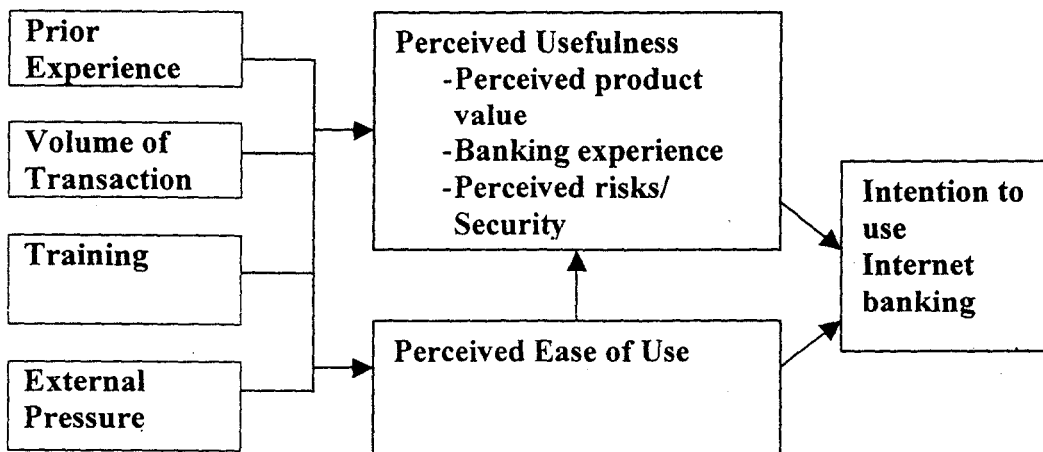 Prior
Experience
Volume of
Transaction
Training
External
Pressure
Perceived Usefulness
-Perceived product
value
-Banking experience
-Perceived risks/
Security
Perceived Ease of Use
Intention to
use
Internet
banking